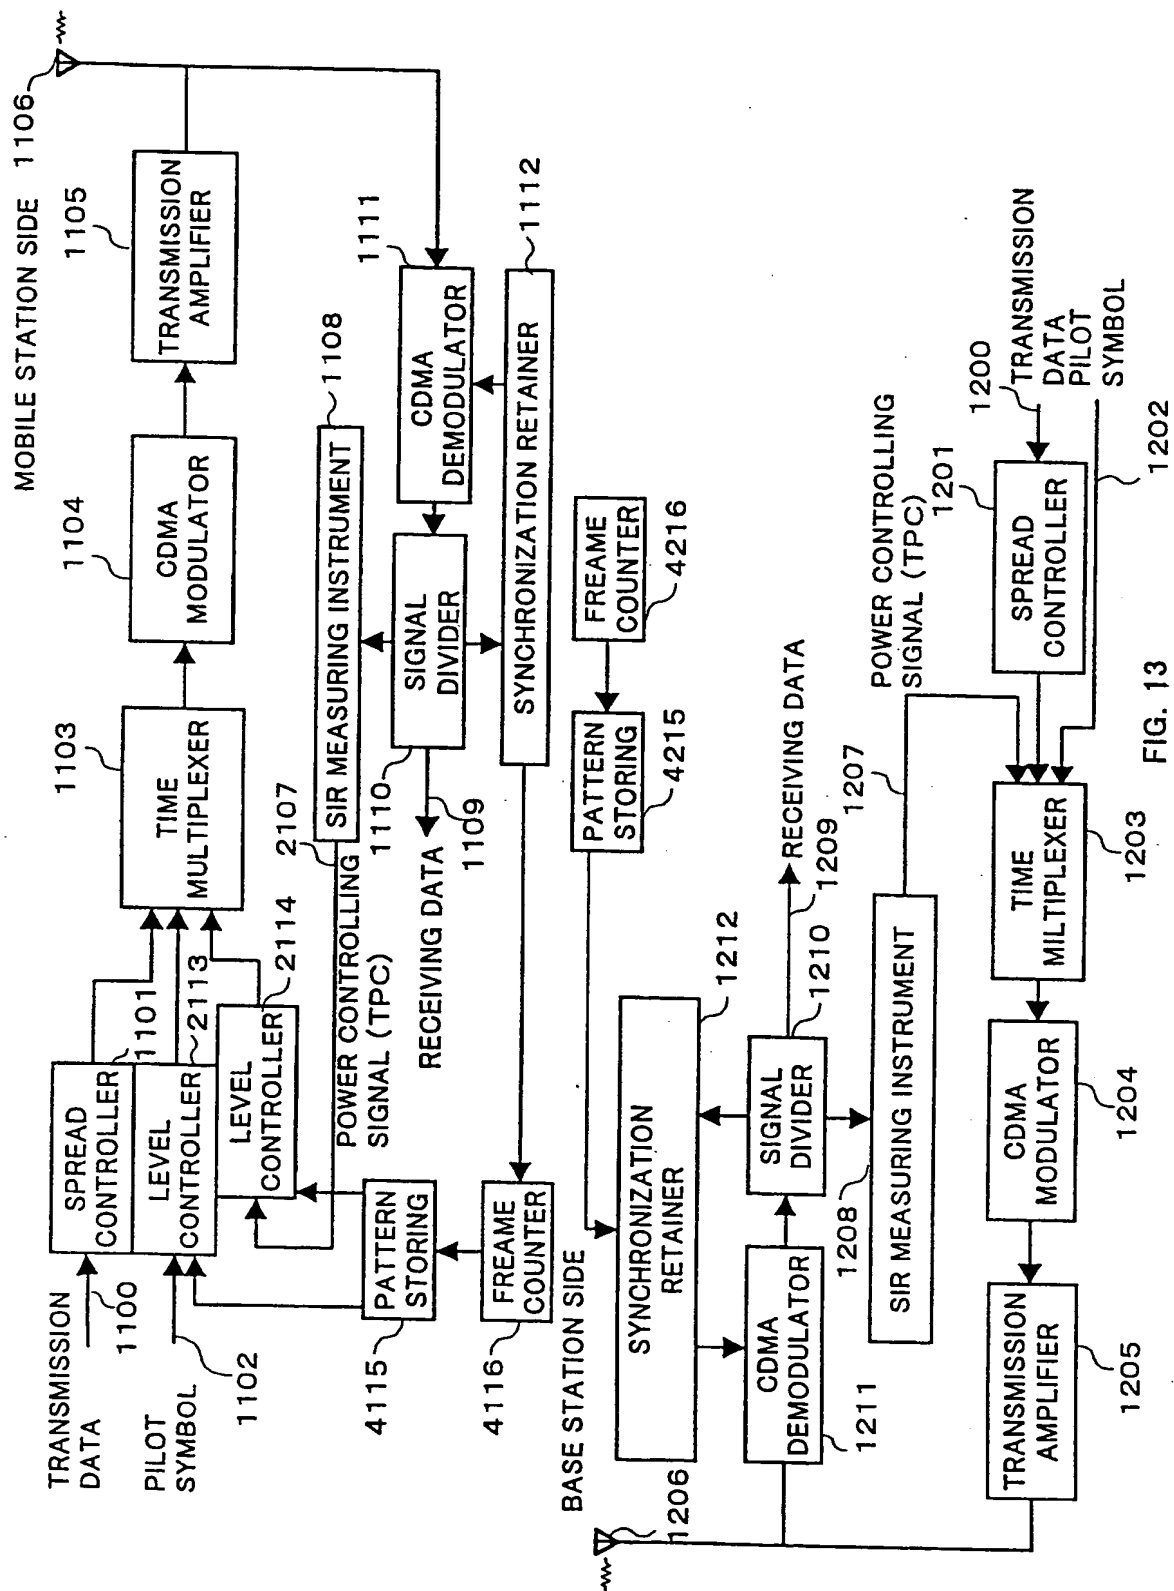 MOBILE STATION SIDE 1106
TRANSMISSION
DATA
1100
SPREAD
CONTROLLER
1101
PILOT
SYMBOL
1102
LEVEL
CONTROLLER
2113
LEVEL
CONTROLLER
2114
TIME
MULTIPLEXER
1103
CDMA
MODULATOR
1104
TRANSMISSION
AMPLIFIER
1105
POWER CONTROLLING
SIGNAL (TPC)
2107
SIR MEASURING INSTRUMENT
1108
PATTERN
STORING
4115
RECEIVING DATA
1109
1110
SIGNAL
DIVIDER
CDMA
DEMODULATOR
1111
FREAME
COUNTER
4116
SYNCHRONIZATION RETAINER
1112
BASE STATION SIDE
1206
PATTERN
STORING
4215
FREAME
COUNTER
4216
SYNCHRONIZATION
RETAINER
1212
CDMA
DEMODULATOR
1211
SIGNAL
DIVIDER
1210
RECEIVING DATA
1209
1208
SIR MEASURING INSTRUMENT
1207
POWER CONTROLLING
SIGNAL (TPC)
1201
1200
TRANSMISSION
DATA
PILOT
SYMBOL
1202
SPREAD
CONTROLLER
TIME
MILTIPLEXER
1203
CDMA
MODULATOR
1204
TRANSMISSION
AMPLIFIER
1205
FIG. 13